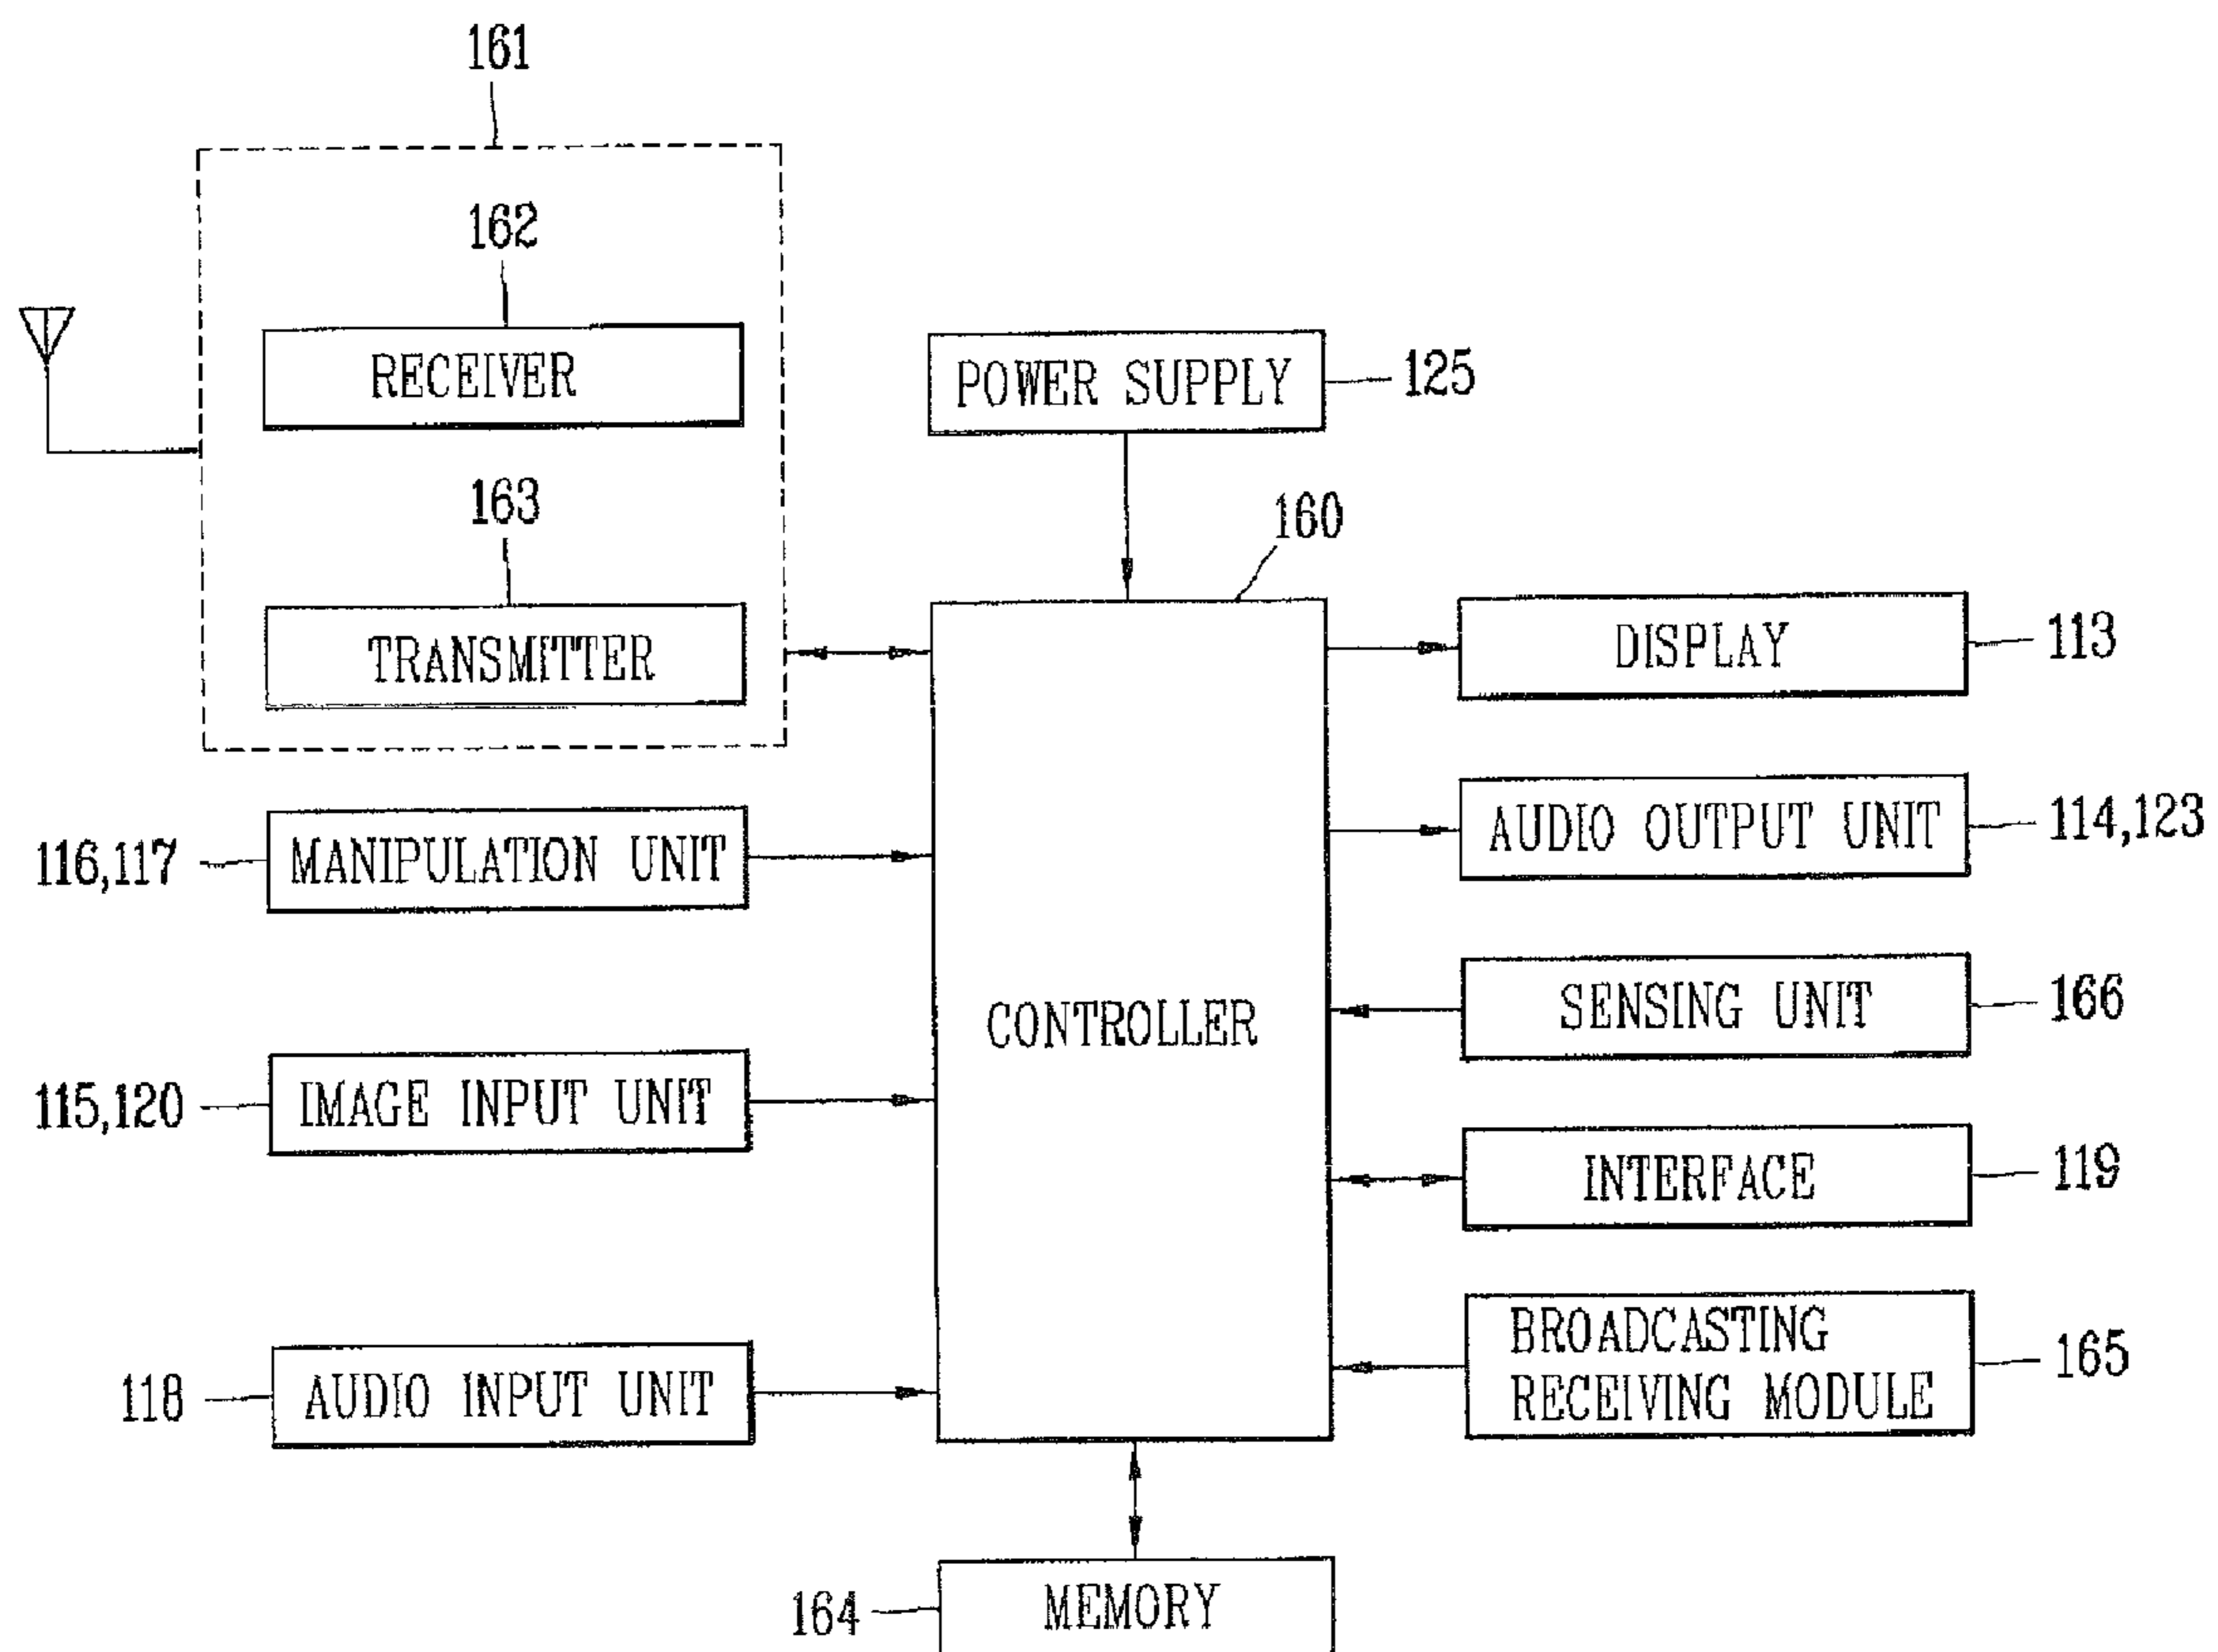 161
162
RECEIVER
POWER SUPPLY
125
163
160
TRANSMITTER
DISPLAY
113
116,117
MANIPULATION UNIT
AUDIO OUTPUT UNIT
114,123
CONTROLLER
SENSING UNIT
166
115,120
IMAGE INPUT UNIT
INTERFACE
119
118
AUDIO INPUT UNIT
BROADCASTING
RECEIVING MODULE
165
164
MEMORY